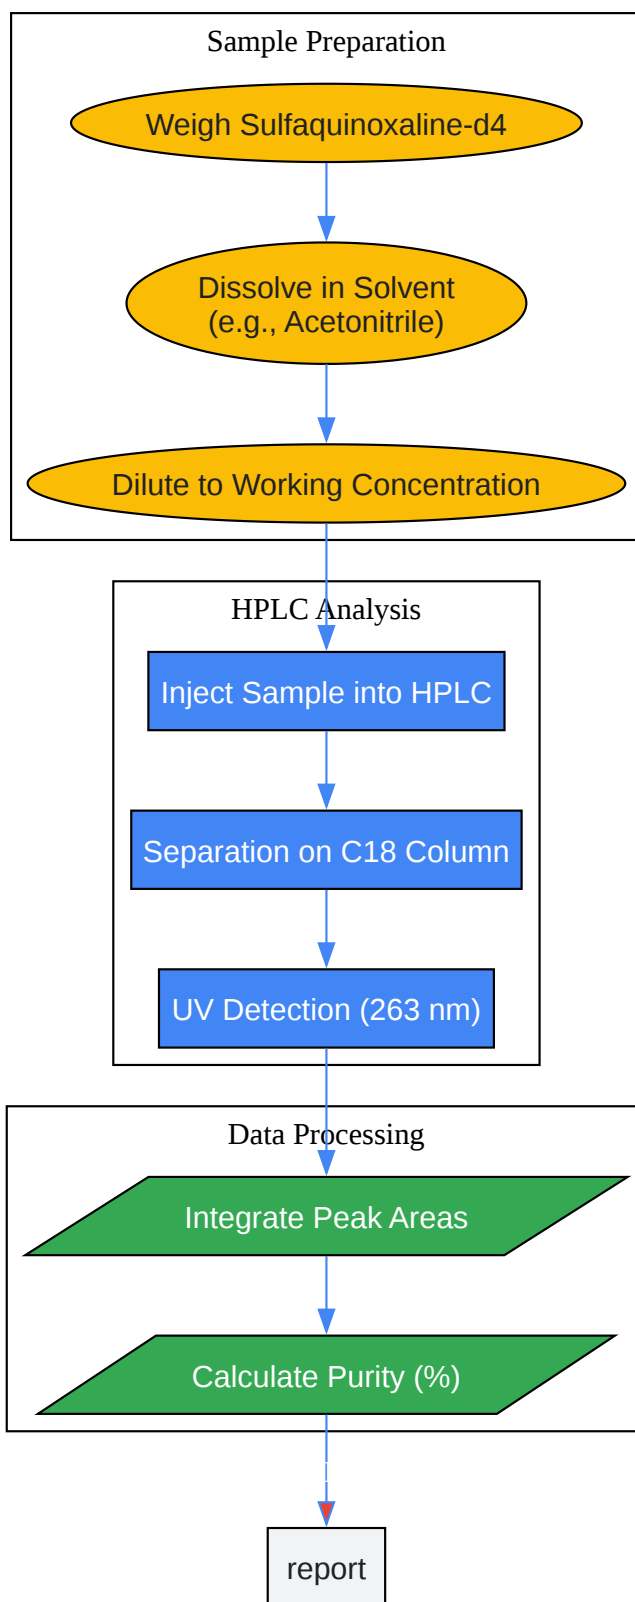 Sample Preparation
Weigh Sulfaquinoxaline-d4
Dissolve in Solvent
(e.g., Acetonitrile)
Dilute to Working Concentration
HPLC Analysis
Inject Sample into HPLC
Separation on C18 Column
UV Detection (263 nm)
Data Processing
Integrate Peak Areas
Calculate Purity (%)
report